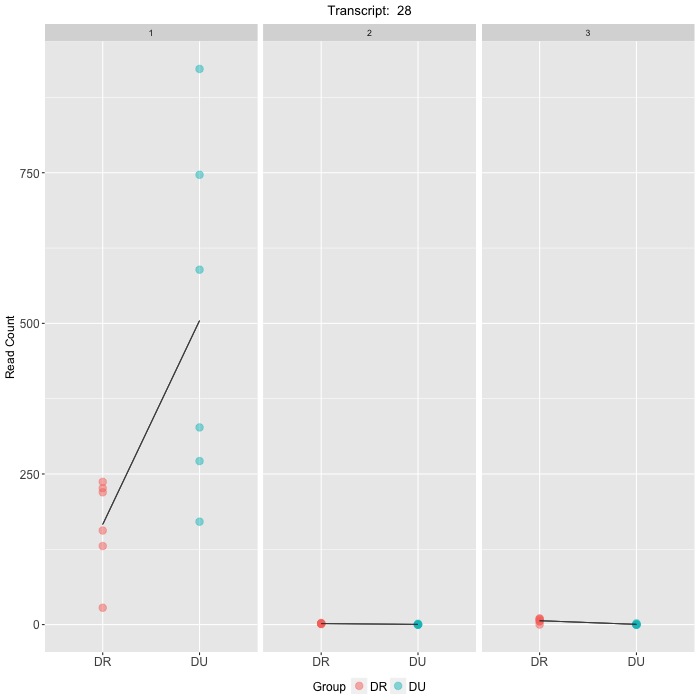 Transcript:  28
1 2 3
Read Count
750
500
250
0
DR DU DR DU DR DU
Group DR DU